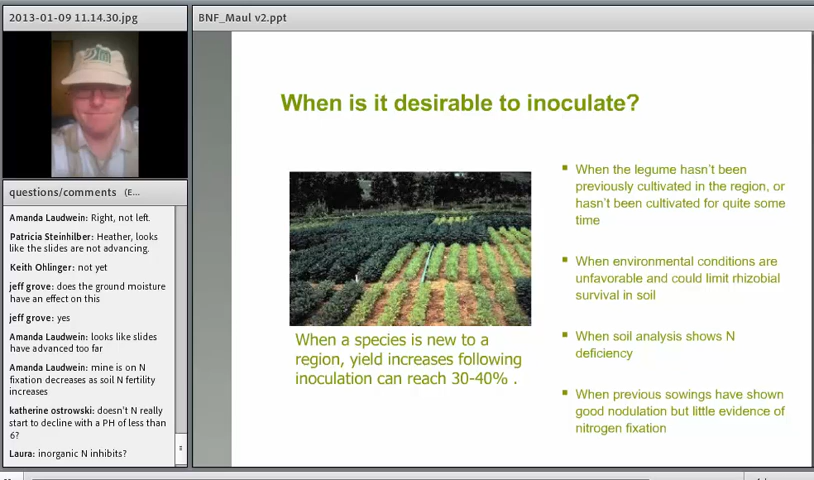 2013-01-09 11.14.30.jpg
BNF_Maul v2.ppt
questions/comments (E...
Amanda Laudwein: Right, not left.
Patricia Steinhilber: Heather, looks
like the slides are not advancing.
Keith Ohlinger: not yet
jeff grove: does the ground moisture
have an effect on this
jeff grove: yes
Amanda Laudwein: looks like slides
have advanced too far
Amanda Laudwein: mine is on N
fixation decreases as soil N fertility
increases
katherine ostrowski: doesn't N really
start to decline with a PH of less than
6?
Laura: inorganic N inhibits?
When is it desirable to inoculate?
When a species is new to a
region, yield increases following
inoculation can reach 30-40% .
When the legume hasn't been
previously cultivated in the region, or
hasn't been cultivated for quite some
time
When environmental conditions are
unfavorable and could limit rhizobial
survival in soil
When soil analysis shows N
deficiency
When previous sowings have shown
good nodulation but little evidence of
nitrogen fixation